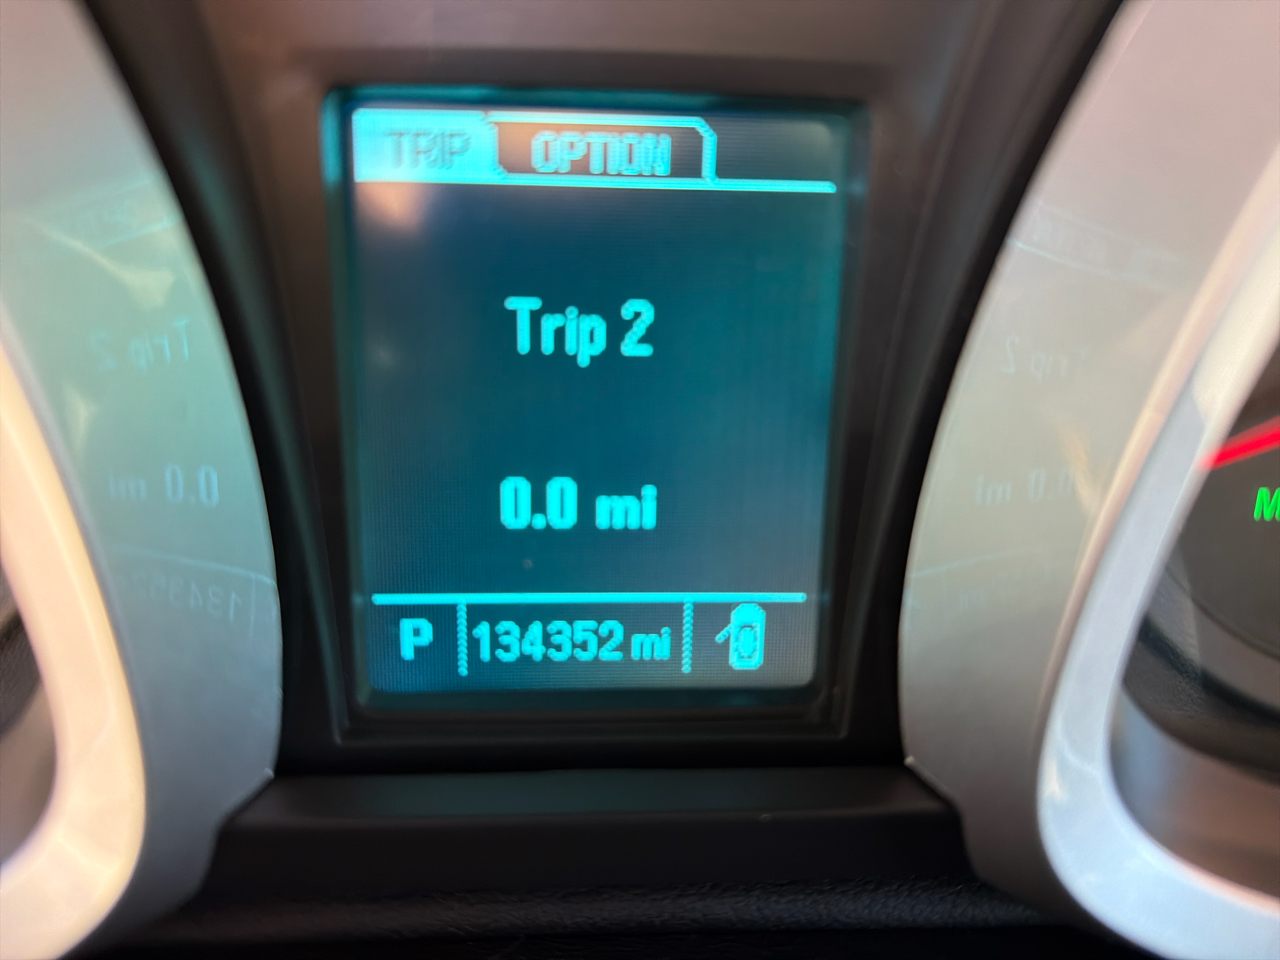 TRIP OPTION
Trip 2
0.0 mi
P 134352 mi